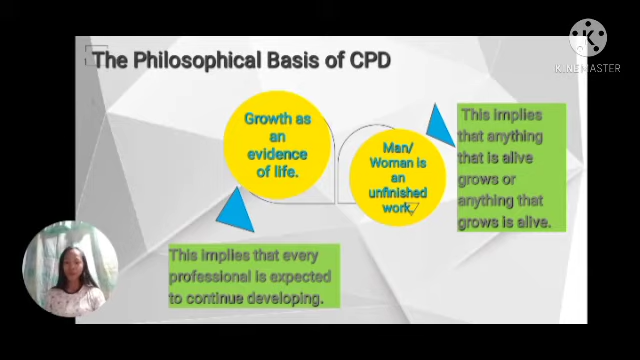 KINEMASTER
The Philosophical Basis of CPD
Growth as
an
evidence
of life.
Man/
Woman is
an
unfinished
work.
This implies
that anything
that is alive
grows or
anything that
grows is alive.
This implies that every
professional is expected
to continue developing.